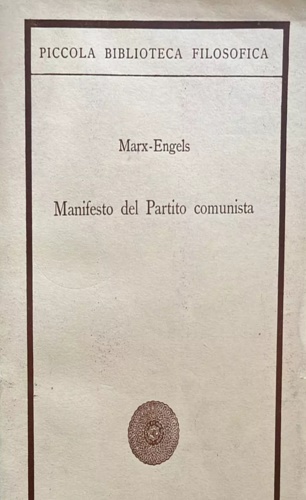 PICCOLA BIBLIOTECA FILOSOFICA
Marx-Engels
Manifesto del Partito comunista